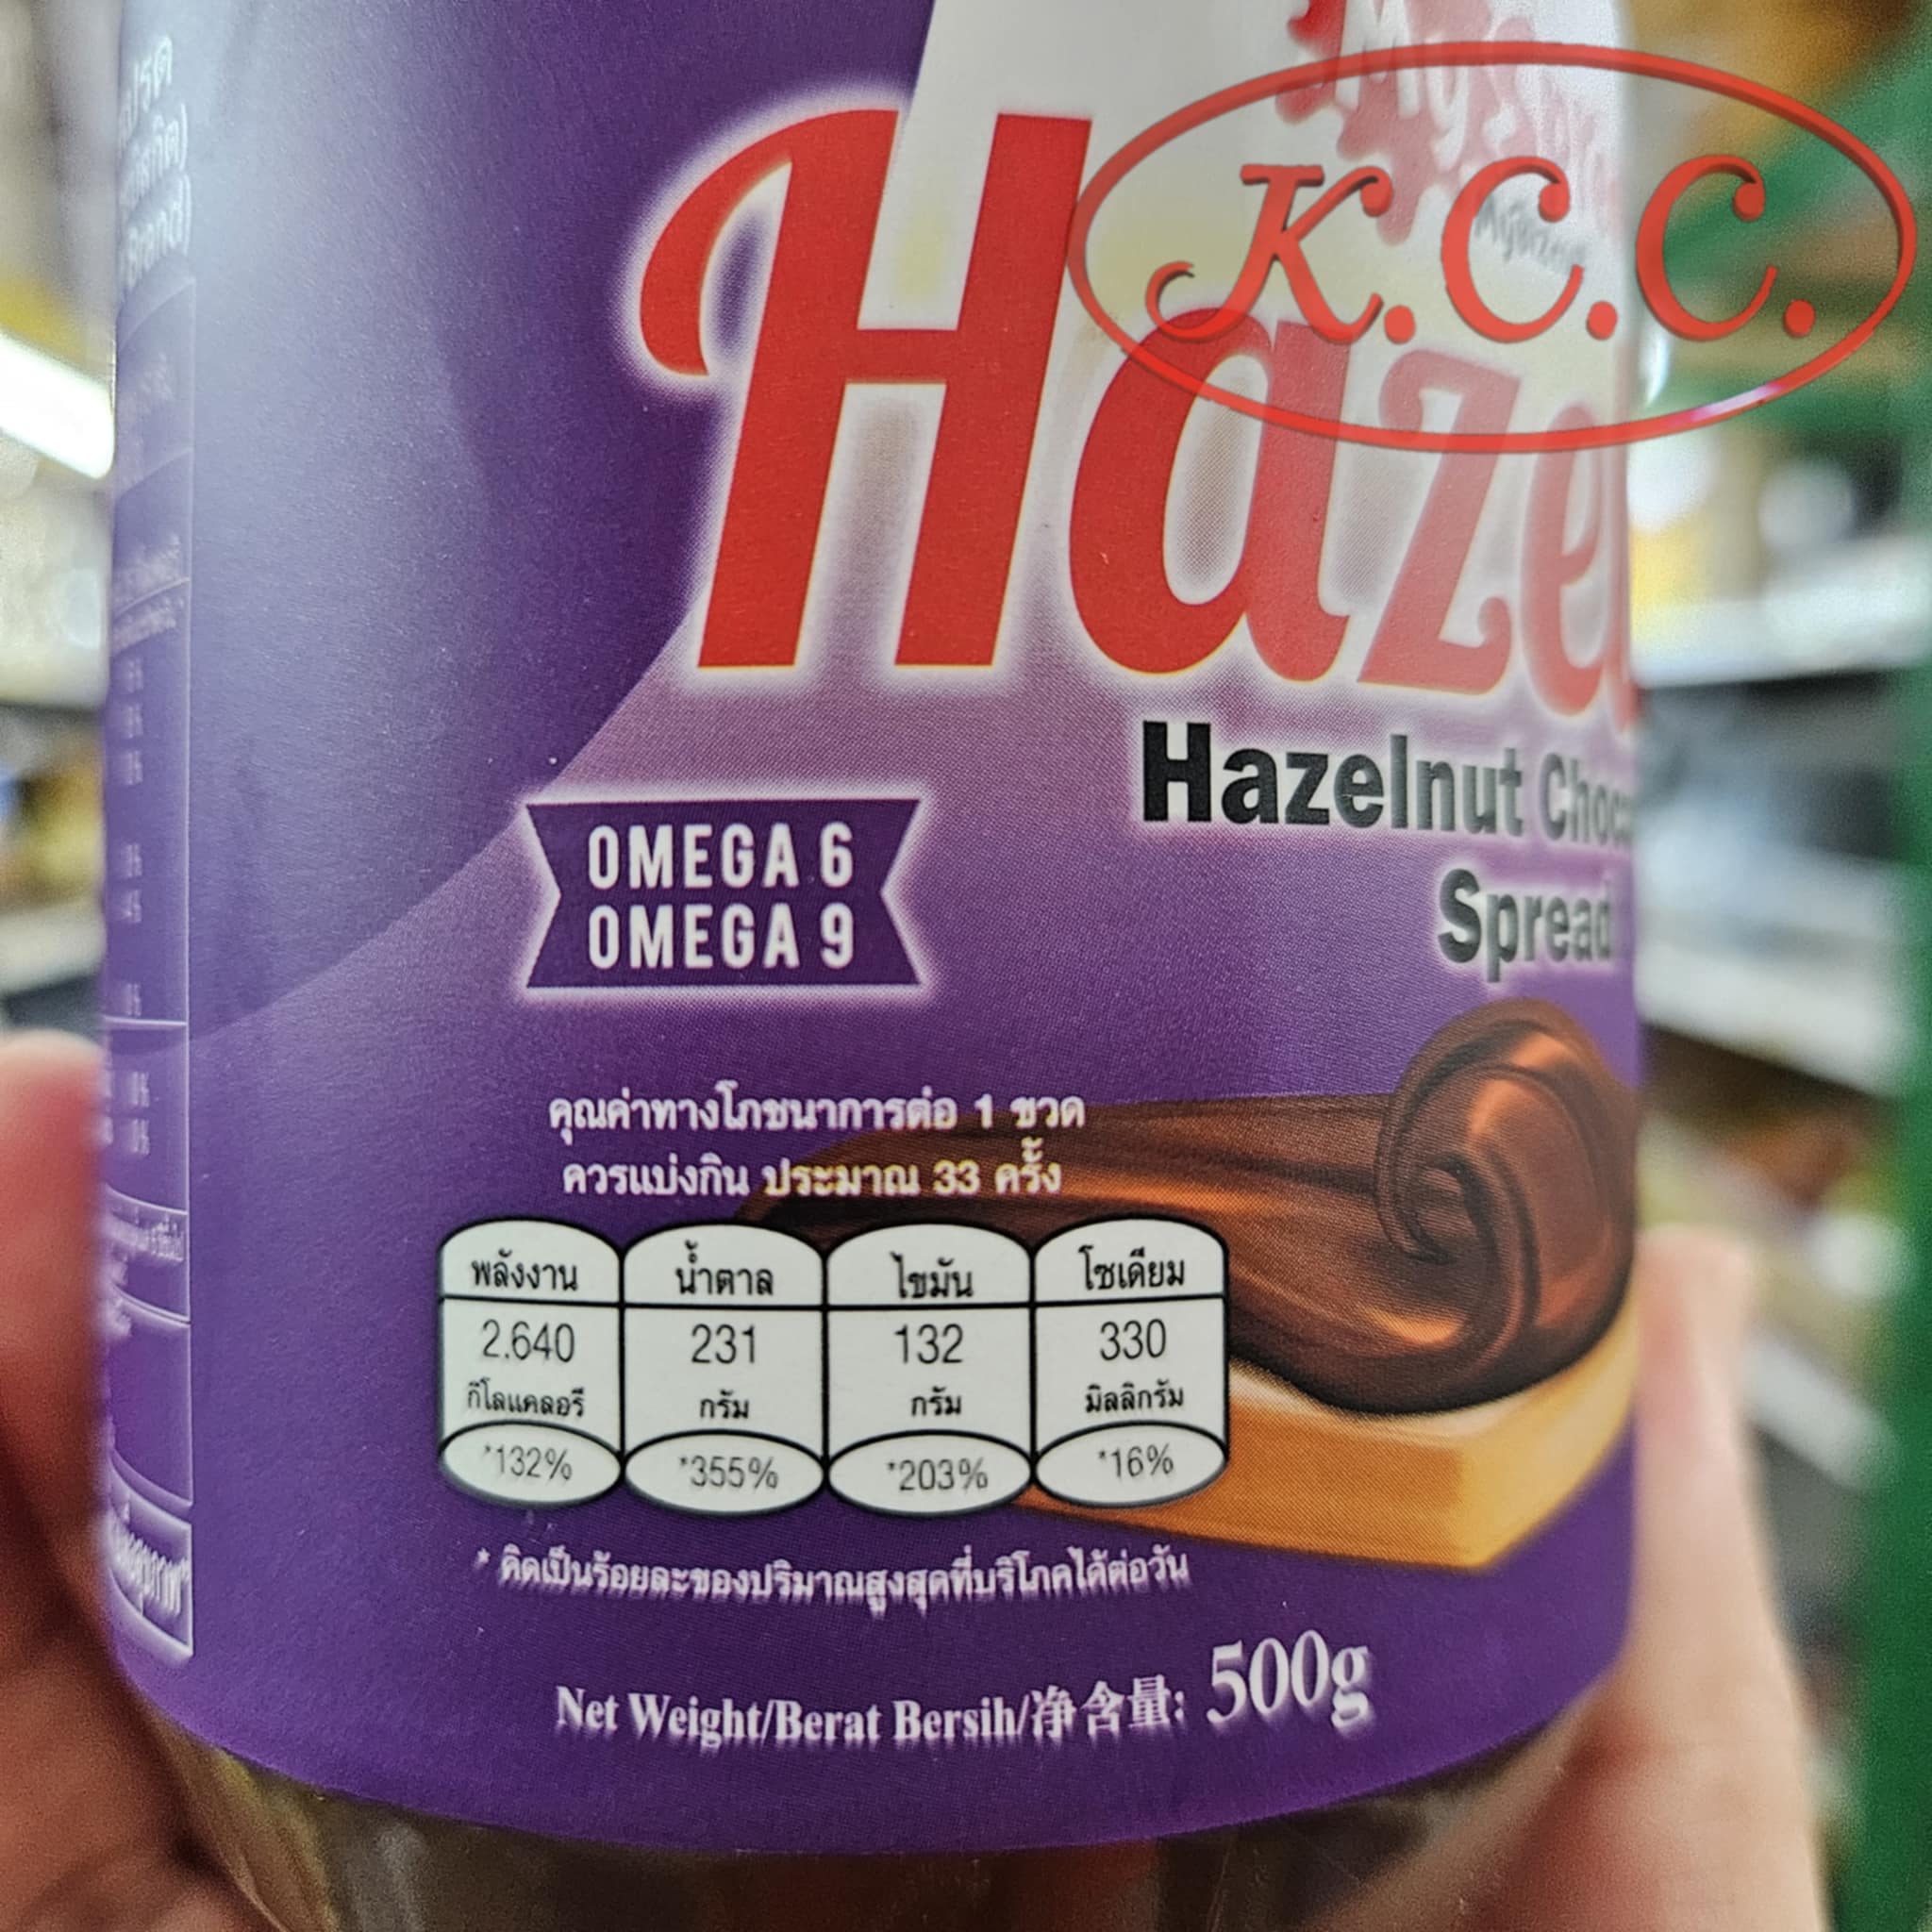 K.C.C.
Haze
Hazelnut Choc
Spread
OMEGA 6
OMEGA 9
คุณค่าทางโภชนาการต่อ 1 ขวด
ควรแบ่งกิน ประมาณ 33 ครั้ง
พลังงาน น้ำตาล ไขมัน โซเดียม
2,640 231 132 330
กิโลแคลอรี กรัม กรัม มิลลิกรัม
*132% *355% *203% *16%
* คิดเป็นร้อยละของปริมาณสูงสุดที่บริโภคได้ต่อวัน
Net Weight/Berat Bersih/净含量: 500g